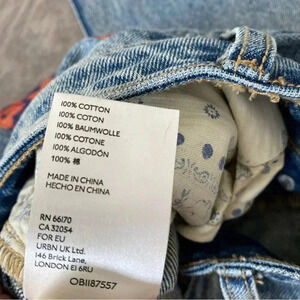 100% COTTON
100% COTON
100% BAUMWOLLE
100% COTONE
100% ALGODÓN
100% 棉
MADE IN CHINA
HECHO EN CHINA
RN 66170
CA 32054
FOR EU
URBN UK Ltd.
146 Brick Lane,
LONDON E1 6RU
OB1187557